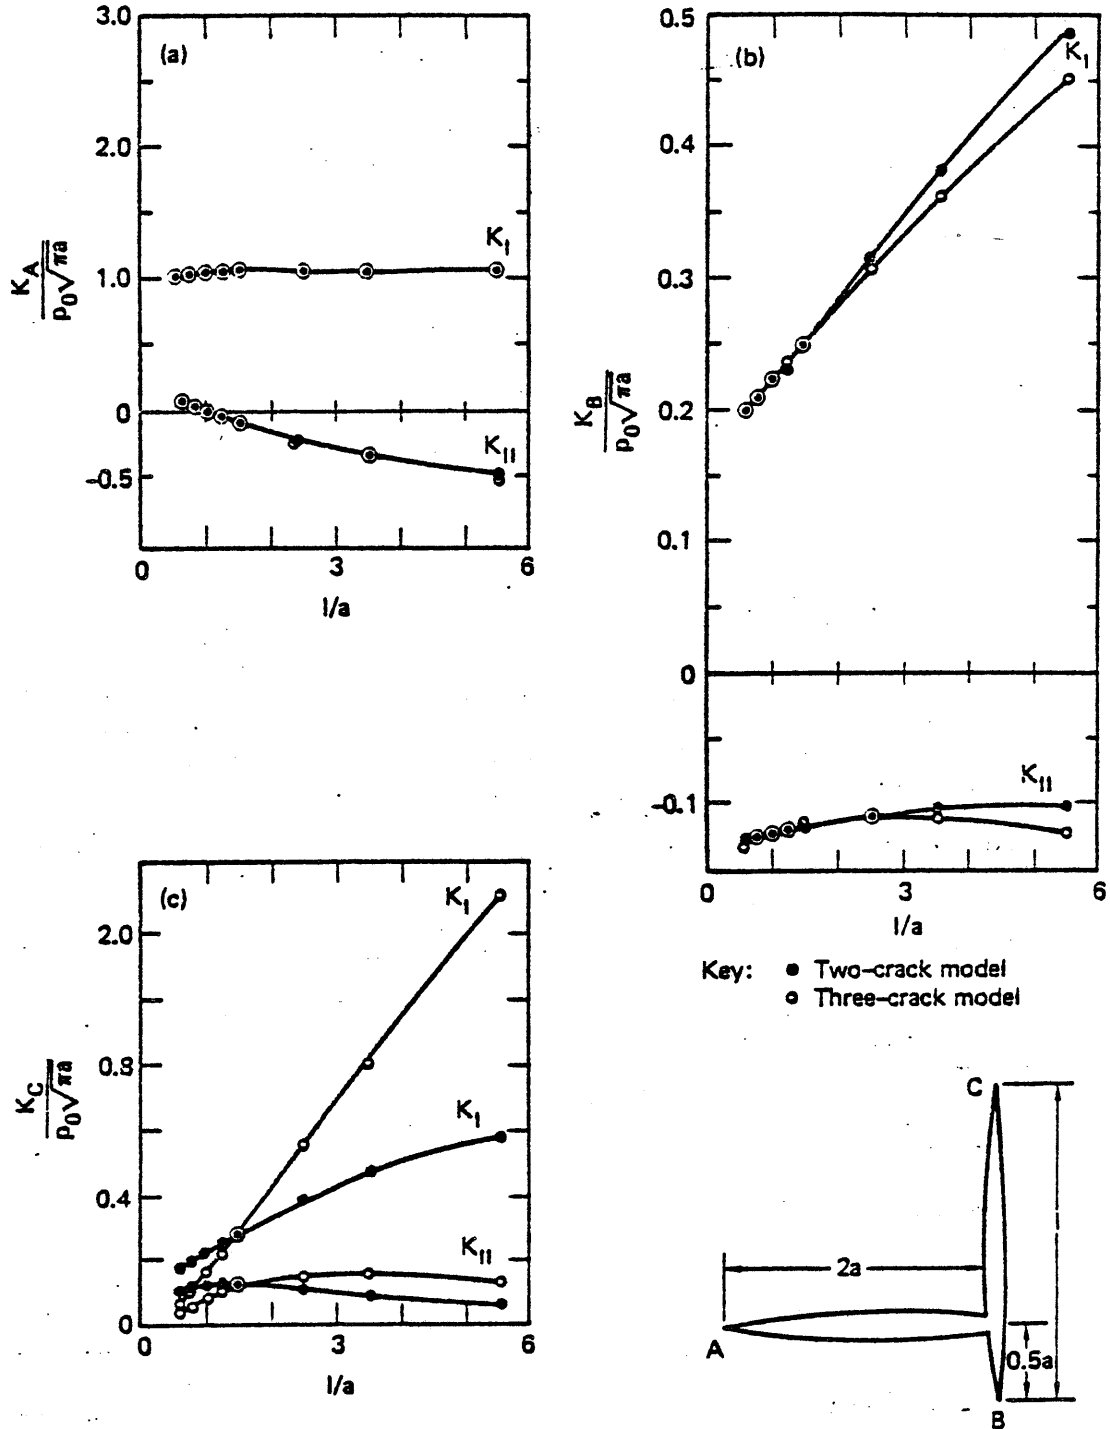 (a)
3.0
2.0
1.0
0
-0.5
K_A / p_0√πa
K_I
K_II
0 3 6
l/a
(b)
0.5
0.4
0.3
0.2
0.1
0
-0.1
K_B / p_0√πa
K_I
K_II
0 3 6
l/a
(c)
2.0
0.8
0.4
0
K_C / p_0√πa
K_I
K_I
K_II
0 3 6
l/a
Key: ● Two-crack model
○ Three-crack model
C
2a
A
0.5a
B